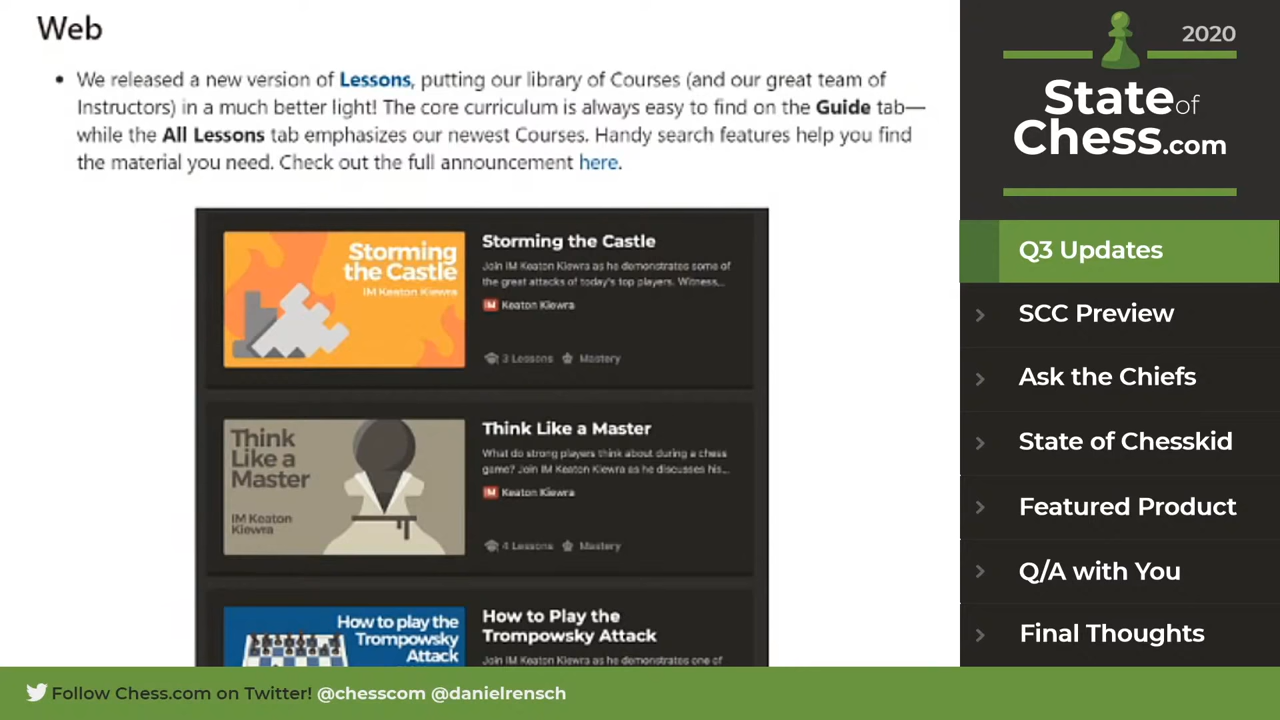 Web
• We released a new version of Lessons, putting our library of Courses (and our great team of
Instructors) in a much better light! The core curriculum is always easy to find on the Guide tab—
while the All Lessons tab emphasizes our newest Courses. Handy search features help you find
the material you need. Check out the full announcement here.
Storming
the Castle
IM Keaton Kiewra
Storming the Castle
Join IM Keaton Kiewra as he demonstrates some of
the great attacks of today's top players. Witness...
IM Keaton Kiewra
3 Lessons Mastery
Think
Like a
Master
IM Keaton
Kiewra
Think Like a Master
What do strong players think about during a chess
game? Join IM Keaton Kiewra as he discusses his...
IM Keaton Kiewra
4 Lessons Mastery
How to play the
Trompowsky
Attack
How to Play the
Trompowsky Attack
Join IM Keaton Kiewra as he demonstrates one of
2020
State of
Chess.com
Q3 Updates
SCC Preview
Ask the Chiefs
State of Chesskid
Featured Product
Q/A with You
Final Thoughts
Follow Chess.com on Twitter! @chesscom @danielrensch